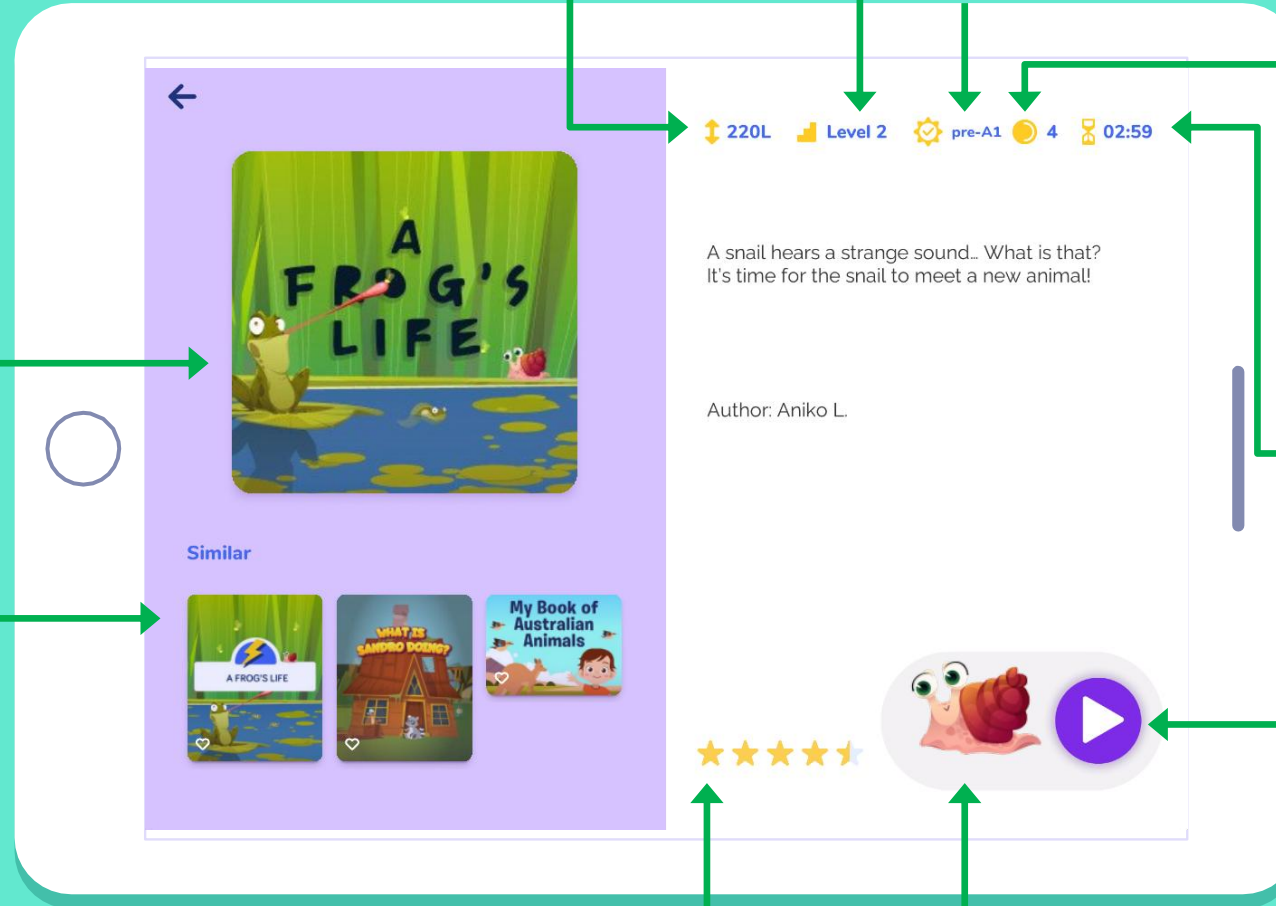 220L Level 2 pre-A1 4 02:59
A
FROG'S
LIFE
A snail hears a strange sound… What is that?
It's time for the snail to meet a new animal!
Author: Aniko L.
Similar
A FROG'S LIFE
WHAT IS
SANDRO DOING?
My Book of
Australian
Animals